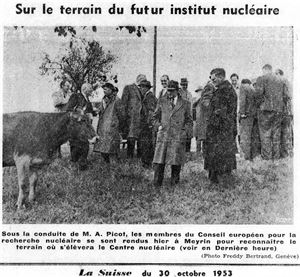 Sur le terrain du futur institut nucléaire
Sous la conduite de M. A. Picot, les membres du Conseil européen pour la
recherche nucléaire se sont rendus hier à Meyrin pour reconnaître le
terrain où s'élèvera le Centre nucléaire (voir en Dernière heure)
(Photo Freddy Bertrand, Genève)
La Suisse du 30 octobre 1953